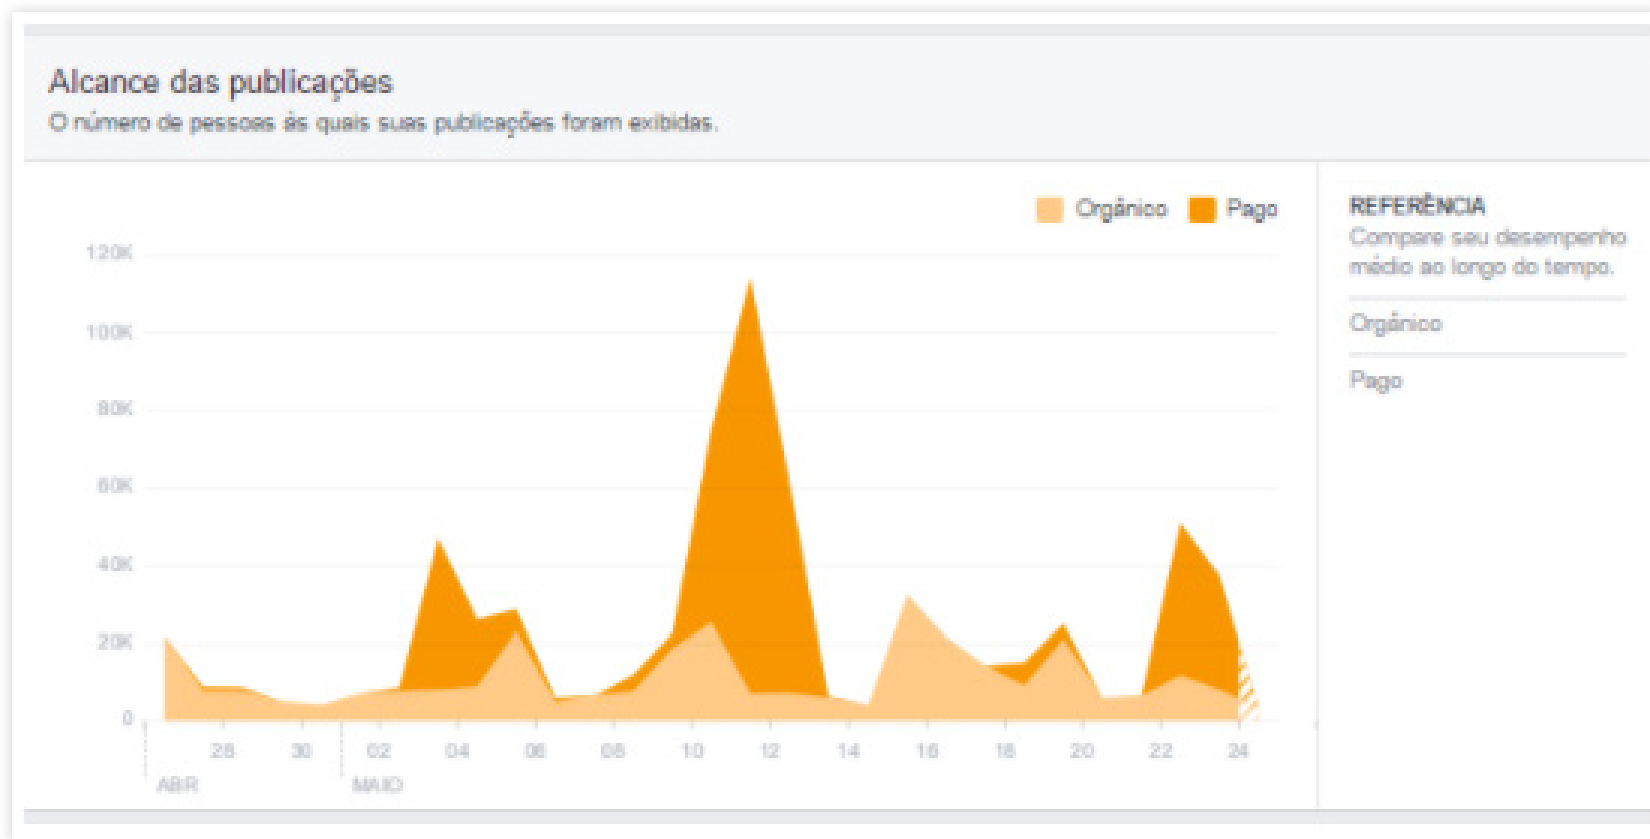 Alcance das publicações
O número de pessoas às quais suas publicações foram exibidas.
Orgânico Pago
REFERÊNCIA
Compare seu desempenho
médio ao longo do tempo.
Orgânico
Pago
120K
100K
80K
60K
40K
20K
0
28 30 02 04 06 08 10 12 14 16 18 20 22 24
ABR MAIO